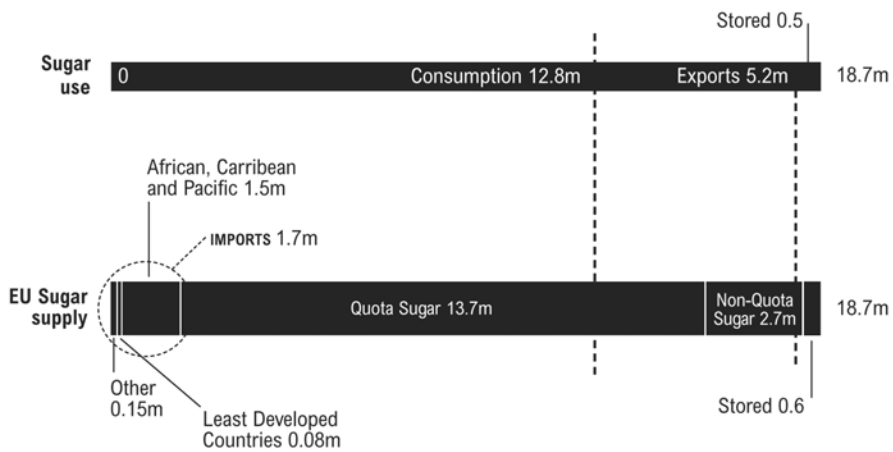 Stored 0.5
Sugar
use
0
Consumption 12.8m
Exports 5.2m
18.7m
African, Carribean
and Pacific 1.5m
IMPORTS 1.7m
EU Sugar
supply
Quota Sugar 13.7m
Non-Quota
Sugar 2.7m
18.7m
Other
0.15m
Least Developed
Countries 0.08m
Stored 0.6